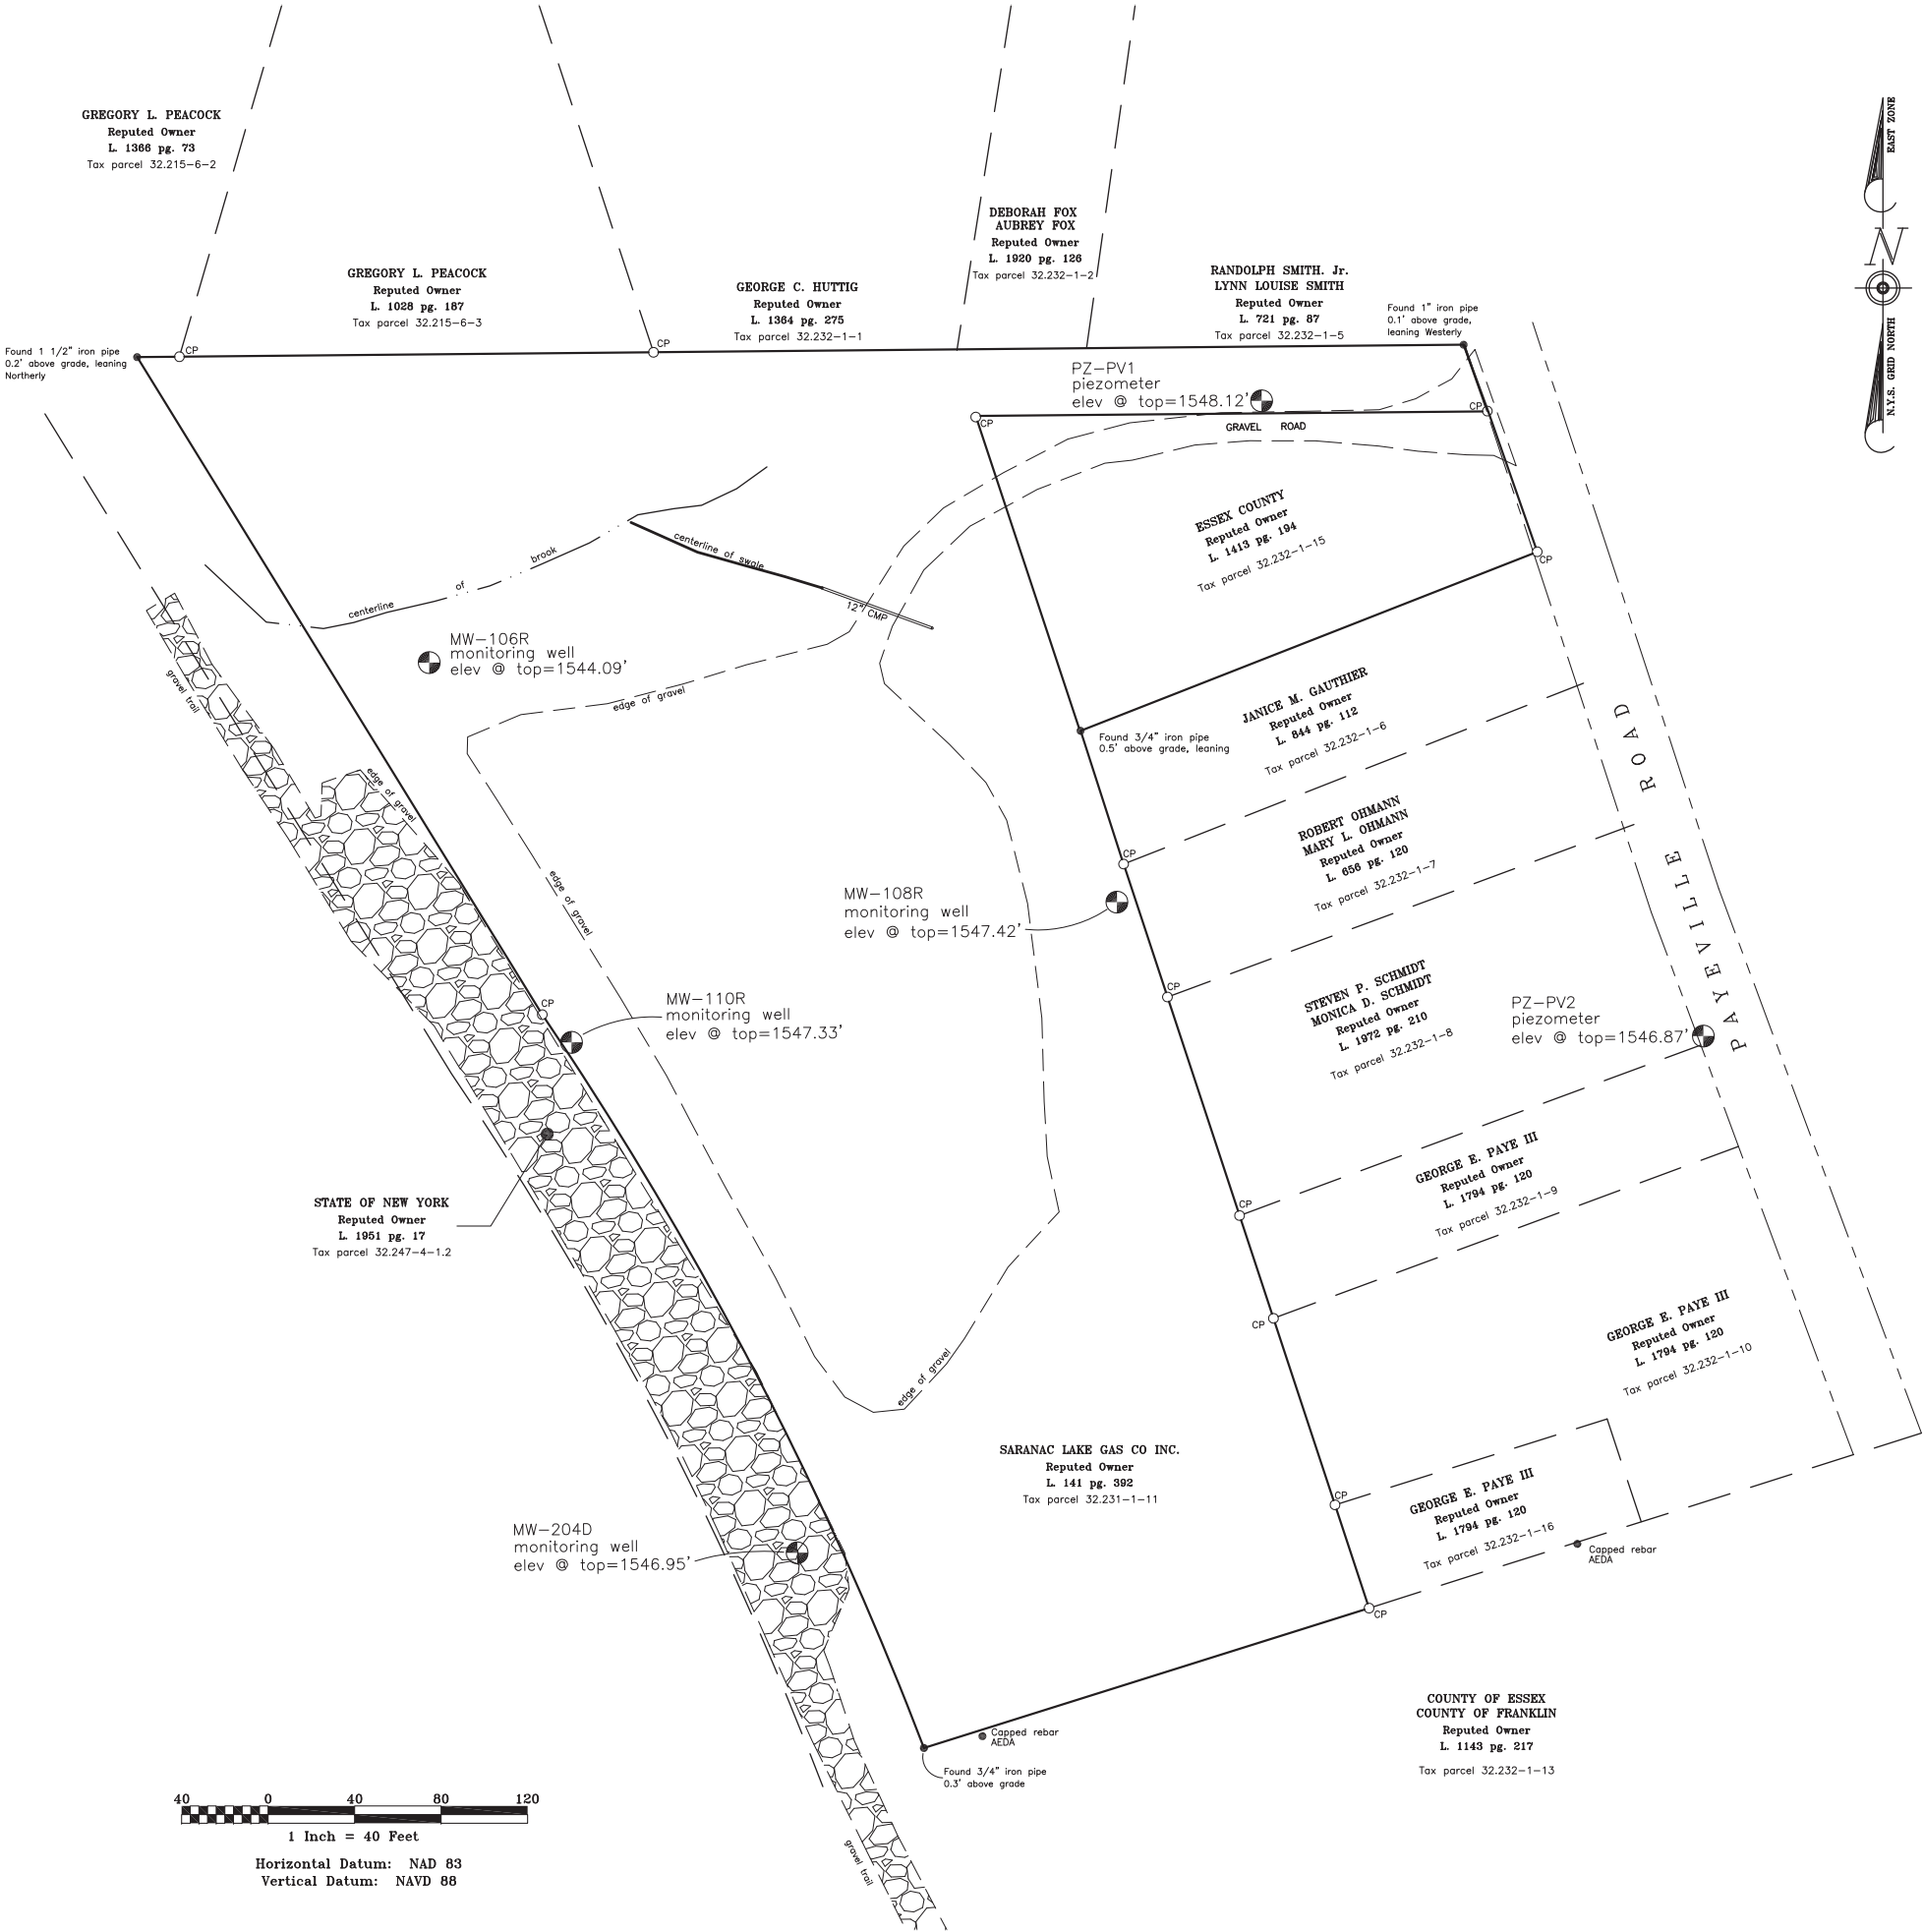 GREGORY L. PEACOCK
Reputed Owner
L. 1366 pg. 73
Tax parcel 32.215-6-2
EAST ZONE
N
N.Y.S. GRID NORTH
GREGORY L. PEACOCK
Reputed Owner
L. 1028 pg. 187
Tax parcel 32.215-6-3
GEORGE C. HUTTIG
Reputed Owner
L. 1364 pg. 275
Tax parcel 32.232-1-1
DEBORAH FOX
AUBREY FOX
Reputed Owner
L. 1920 pg. 126
Tax parcel 32.232-1-2
RANDOLPH SMITH. Jr.
LYNN LOUISE SMITH
Reputed Owner
L. 721 pg. 87
Tax parcel 32.232-1-5
Found 1" iron pipe
0.1' above grade,
leaning Westerly
Found 1 1/2" iron pipe
0.2' above grade, leaning
Northerly
CP
CP
PZ-PV1
piezometer
elev @ top=1548.12'
CP
CP
GRAVEL ROAD
ESSEX COUNTY
Reputed Owner
L. 1413 pg. 194
Tax parcel 32.232-1-15
CP
centerline of brook
centerline of swale
12" CMP
MW-106R
monitoring well
elev @ top=1544.09'
edge of gravel
gravel trail
edge of gravel
JANICE M. GAUTHIER
Reputed Owner
L. 844 pg. 112
Tax parcel 32.232-1-6
Found 3/4" iron pipe
0.5' above grade, leaning
CP
ROBERT OHMANN
MARY L. OHMANN
Reputed Owner
L. 656 pg. 120
Tax parcel 32.232-1-7
PAYEVILLE ROAD
edge of gravel
MW-108R
monitoring well
elev @ top=1547.42'
CP
STEVEN P. SCHMIDT
MONICA D. SCHMIDT
Reputed Owner
L. 1972 pg. 210
Tax parcel 32.232-1-8
PZ-PV2
piezometer
elev @ top=1546.87'
CP
MW-110R
monitoring well
elev @ top=1547.33'
GEORGE E. PAYE III
Reputed Owner
L. 1794 pg. 120
Tax parcel 32.232-1-9
CP
STATE OF NEW YORK
Reputed Owner
L. 1951 pg. 17
Tax parcel 32.247-4-1.2
CP
GEORGE E. PAYE III
Reputed Owner
L. 1794 pg. 120
Tax parcel 32.232-1-10
edge of gravel
SARANAC LAKE GAS CO INC.
Reputed Owner
L. 141 pg. 392
Tax parcel 32.231-1-11
CP
GEORGE E. PAYE III
Reputed Owner
L. 1794 pg. 120
Tax parcel 32.232-1-16
Capped rebar
AEDA
MW-204D
monitoring well
elev @ top=1546.95'
CP
COUNTY OF ESSEX
COUNTY OF FRANKLIN
Reputed Owner
L. 1143 pg. 217
Tax parcel 32.232-1-13
Capped rebar
AEDA
Found 3/4" iron pipe
0.3' above grade
gravel trail
40 0 40 80 120
1 Inch = 40 Feet
Horizontal Datum: NAD 83
Vertical Datum: NAVD 88